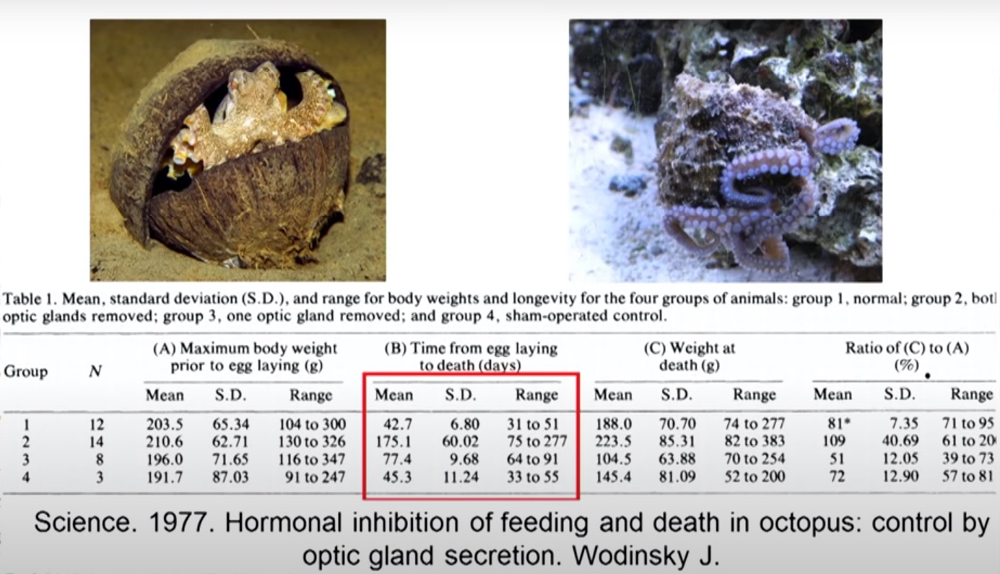 Table 1. Mean, standard deviation (S.D.), and range for body weights and longevity for the four groups of animals: group 1, normal; group 2,
optic glands removed; group 3, one optic gland removed; and group 4, sham-operated control.
Group N (A) Maximum body weight prior to egg laying (g) (B) Time from egg laying to death (days) (C) Weight at death (g) Ratio of (C) to (A) (%)
Mean S.D. Range Mean S.D. Range Mean S.D. Range Mean S.D. Range
1 12 203.5 65.34 104 to 300 42.7 6.80 31 to 51 188.0 70.70 74 to 277 81* 7.35 71 to 95
2 14 210.6 62.71 130 to 326 175.1 60.02 75 to 277 223.5 85.31 82 to 383 109 40.69 61 to
3 8 196.0 71.65 116 to 347 77.4 9.68 64 to 91 104.5 63.88 70 to 254 51 12.05 39 to 73
4 3 191.7 87.03 91 to 247 45.3 11.24 33 to 55 145.4 81.09 52 to 200 72 12.90 57 to 81
Science. 1977. Hormonal inhibition of feeding and death in octopus: control by
optic gland secretion. Wodinsky J.